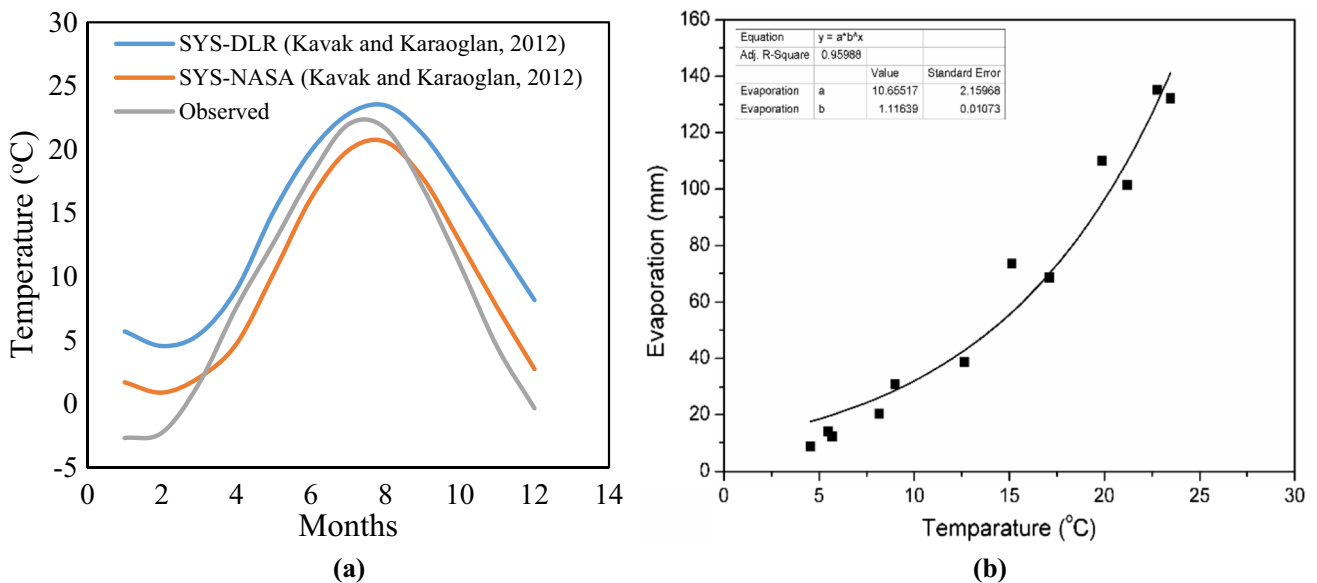 30
25
20
15
10
5
0
-5
Temperature (ºC)
SYS-DLR (Kavak and Karaoglan, 2012)
SYS-NASA (Kavak and Karaoglan, 2012)
Observed
0 2 4 6 8 10 12 14
Months
(a)
160
140
120
100
80
60
40
20
0
Evaporation (mm)
Equation y = a*b^x
Adj. R-Square 0.95988
Value Standard Error
Evaporation a 10.65517 2.15968
Evaporation b 1.11639 0.01073
0 5 10 15 20 25 30
Temparature (°C)
(b)